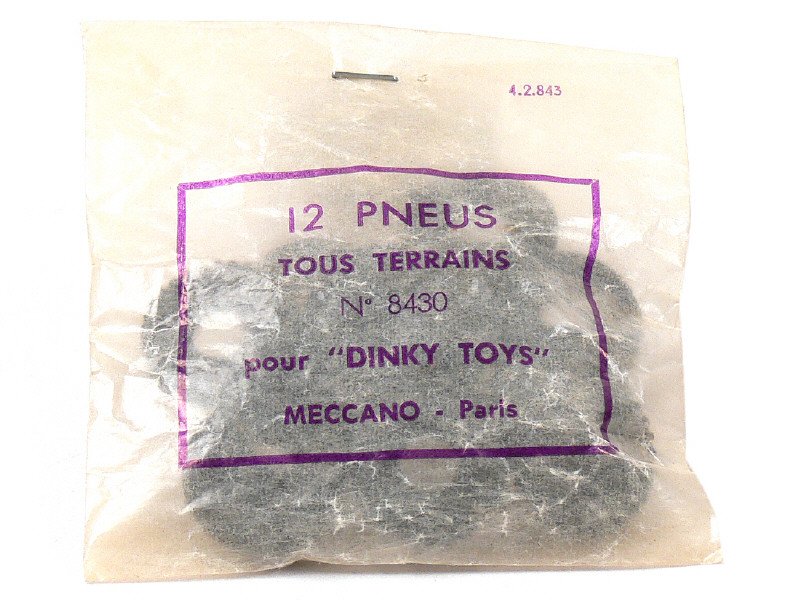 4.2.843
12 PNEUS
TOUS TERRAINS
N° 8430
pour "DINKY TOYS"
MECCANO - Paris